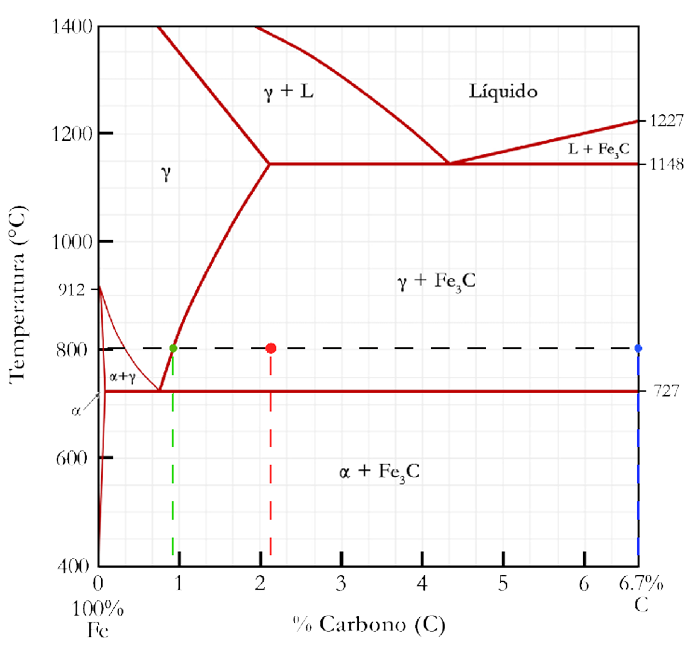 1400
γ + L
Líquido
1227
1200
L + Fe₃C
1148
γ
Temperatura (°C)
1000
γ + Fe₃C
912
800
α+γ
727
α
600
α + Fe₃C
400
0
1
2
3
4
5
6
6.7%
C
100%
Fe
% Carbono (C)